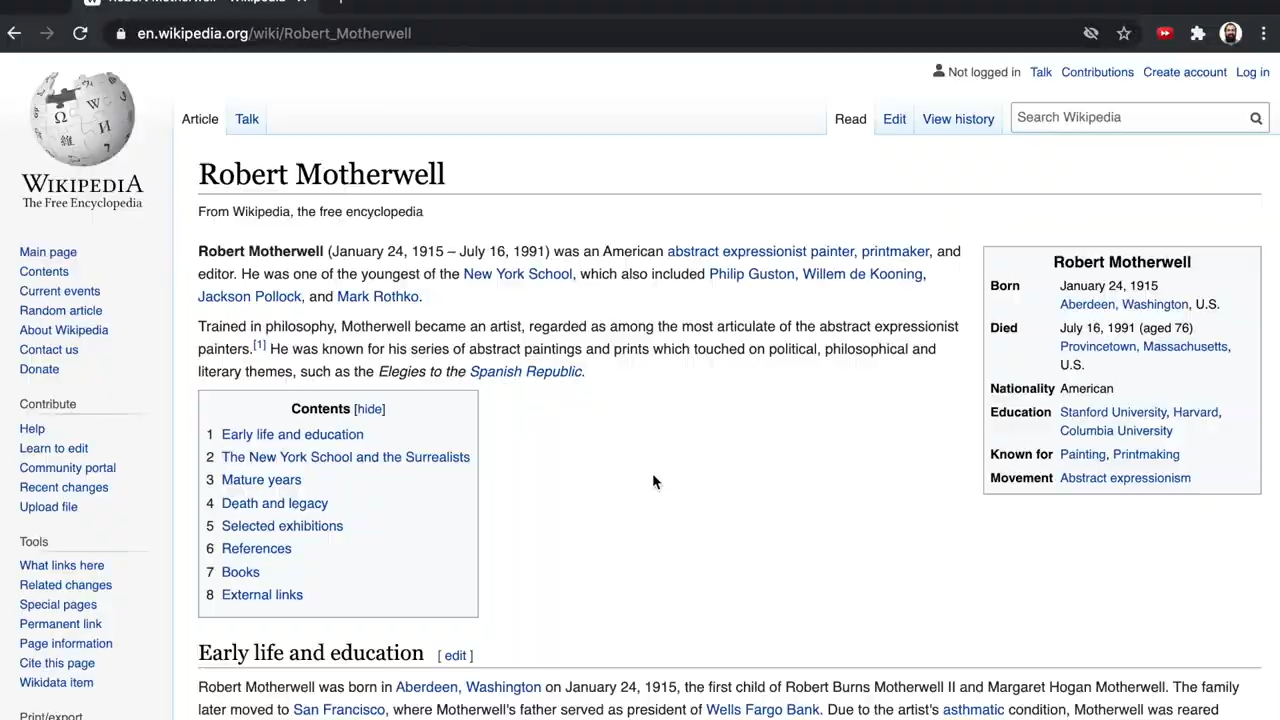 Robert Motherwell - Wikipedia
en.wikipedia.org/wiki/Robert_Motherwell
Not logged in Talk Contributions Create account Log in
Article Talk Read Edit View history Search Wikipedia
WIKIPEDIA
The Free Encyclopedia
Main page
Contents
Current events
Random article
About Wikipedia
Contact us
Donate
Contribute
Help
Learn to edit
Community portal
Recent changes
Upload file
Tools
What links here
Related changes
Special pages
Permanent link
Page information
Cite this page
Wikidata item
Print/export
Robert Motherwell
From Wikipedia, the free encyclopedia
Robert Motherwell (January 24, 1915 – July 16, 1991) was an American abstract expressionist painter, printmaker, and
editor. He was one of the youngest of the New York School, which also included Philip Guston, Willem de Kooning,
Jackson Pollock, and Mark Rothko.
Trained in philosophy, Motherwell became an artist, regarded as among the most articulate of the abstract expressionist
painters.[1] He was known for his series of abstract paintings and prints which touched on political, philosophical and
literary themes, such as the Elegies to the Spanish Republic.
Contents [hide]
1 Early life and education
2 The New York School and the Surrealists
3 Mature years
4 Death and legacy
5 Selected exhibitions
6 References
7 Books
8 External links
Robert Motherwell
Born January 24, 1915
Aberdeen, Washington, U.S.
Died July 16, 1991 (aged 76)
Provincetown, Massachusetts,
U.S.
Nationality American
Education Stanford University, Harvard,
Columbia University
Known for Painting, Printmaking
Movement Abstract expressionism
Early life and education [ edit ]
Robert Motherwell was born in Aberdeen, Washington on January 24, 1915, the first child of Robert Burns Motherwell II and Margaret Hogan Motherwell. The family
later moved to San Francisco, where Motherwell's father served as president of Wells Fargo Bank. Due to the artist's asthmatic condition, Motherwell was reared